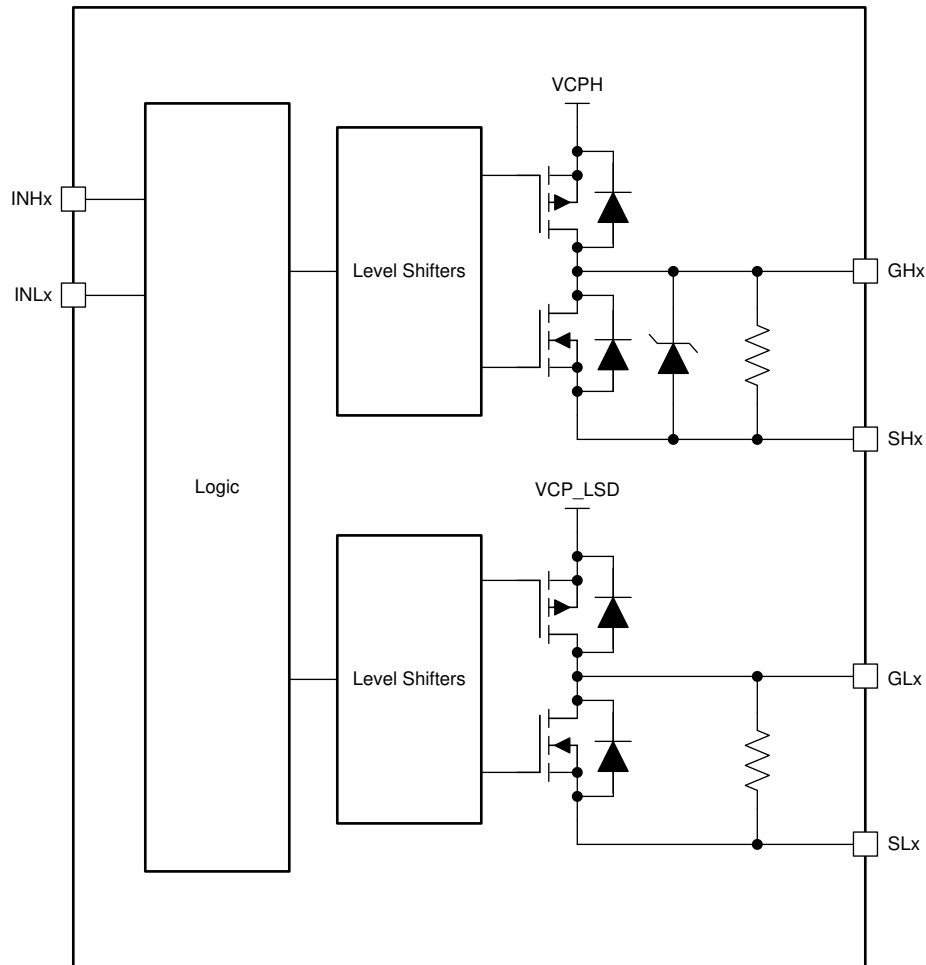 VCPH
INHx
Level Shifters
GHx
INLx
SHx
Logic
VCP_LSD
Level Shifters
GLx
SLx